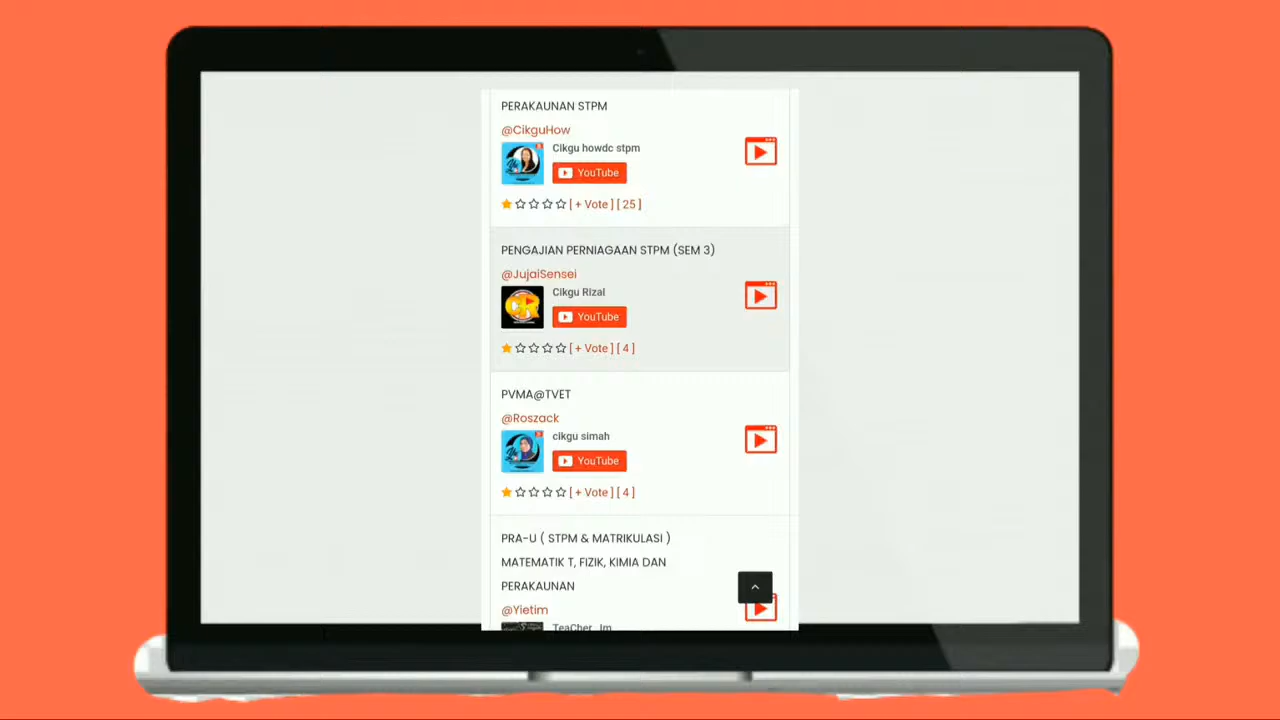 PERAKAUNAN STPM
@CikguHow
Cikgu howdc stpm
YouTube
[ + Vote ] [ 25 ]
PENGAJIAN PERNIAGAAN STPM (SEM 3)
@JujaiSensei
Cikgu Rizal
YouTube
[ + Vote ] [ 4 ]
PVMA@TVET
@Roszack
cikgu simah
YouTube
[ + Vote ] [ 4 ]
PRA-U ( STPM & MATRIKULASI )
MATEMATIK T, FIZIK, KIMIA DAN
PERAKAUNAN
@Yietim